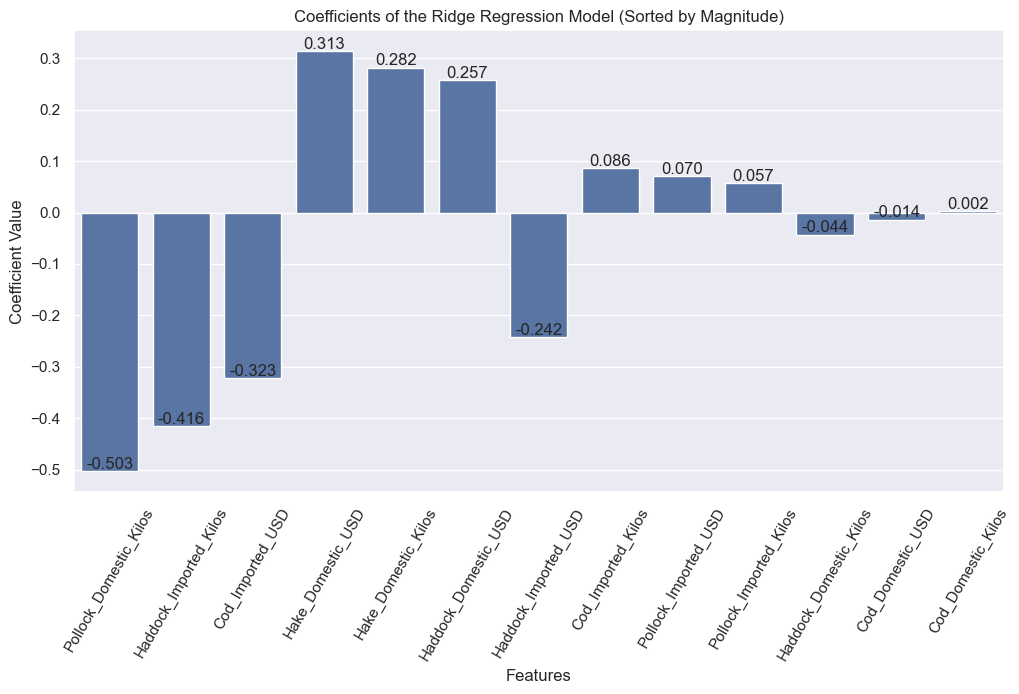 Coefficients of the Ridge Regression Model (Sorted by Magnitude)
Coefficient Value
0.3
0.2
0.1
0.0
−0.1
−0.2
−0.3
−0.4
−0.5
-0.503
-0.416
-0.323
0.313
0.282
0.257
-0.242
0.086
0.070
0.057
-0.044
-0.014
0.002
Pollock_Domestic_Kilos
Haddock_Imported_Kilos
Cod_Imported_USD
Hake_Domestic_USD
Hake_Domestic_Kilos
Haddock_Domestic_USD
Haddock_Imported_USD
Cod_Imported_Kilos
Pollock_Imported_USD
Pollock_Imported_Kilos
Haddock_Domestic_Kilos
Cod_Domestic_USD
Cod_Domestic_Kilos
Features